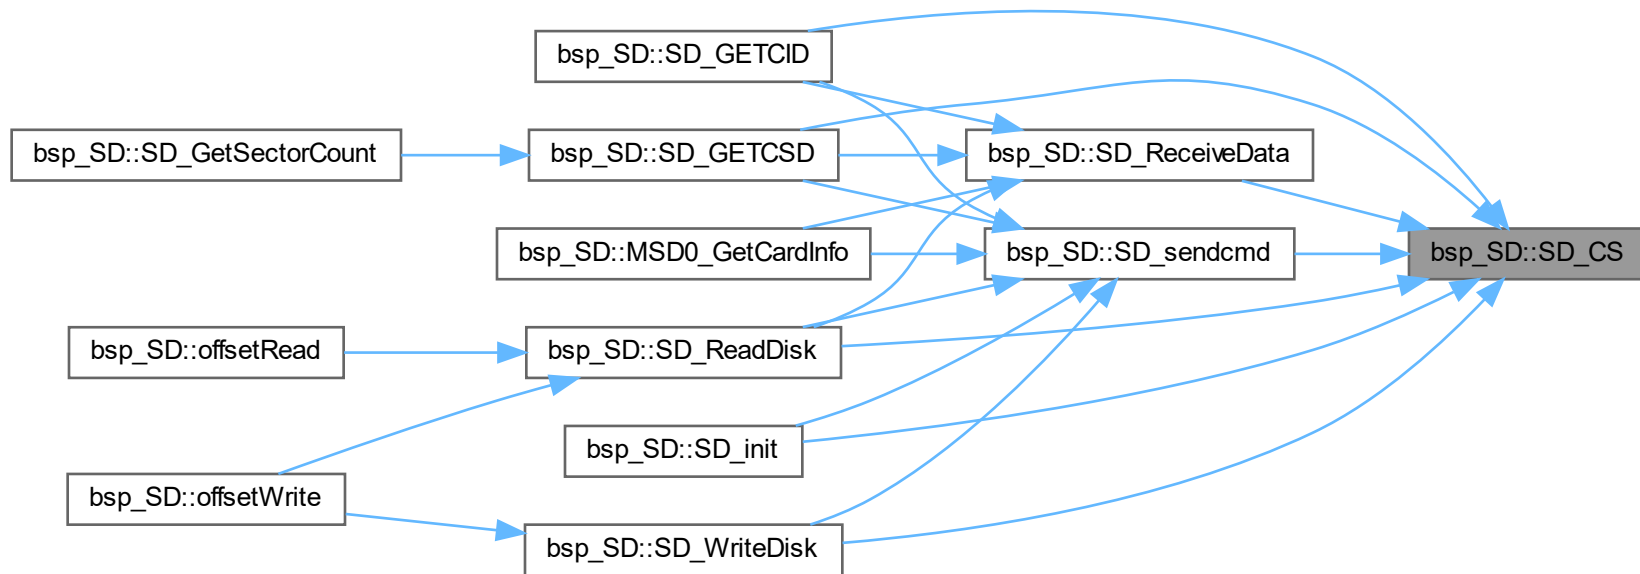 bsp_SD::SD_GETCID
bsp_SD::SD_GetSectorCount
bsp_SD::SD_GETCSD
bsp_SD::SD_ReceiveData
bsp_SD::MSD0_GetCardInfo
bsp_SD::SD_sendcmd
bsp_SD::SD_CS
bsp_SD::offsetRead
bsp_SD::SD_ReadDisk
bsp_SD::SD_init
bsp_SD::offsetWrite
bsp_SD::SD_WriteDisk